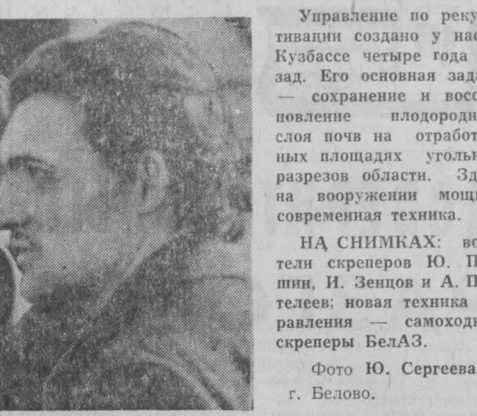 Управление по реку
тивации создано у нас
Кузбассе четыре года
зад. Его основная зада
— сохранение и восс
новление плодородн
слоя почв на отработ
ных площадях угольн
разрезов области. Зд
на вооружении мощ
современная техника.
НА СНИМКАХ: во
тели скреперов Ю. П
шин, И. Зенцов и А. П
телеев; новая техника
равления — самоходн
скреперы БелАЗ.
Фото Ю. Сергеева
г. Белово.